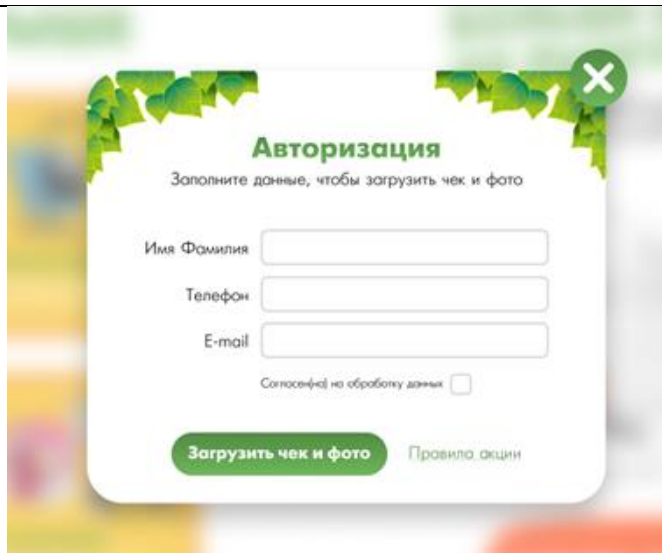 Авторизация
Заполните данные, чтобы загрузить чек и фото
Имя Фамилия
Телефон
E-mail
Согласен(на) на обработку данных
Загрузить чек и фото
Правила акции